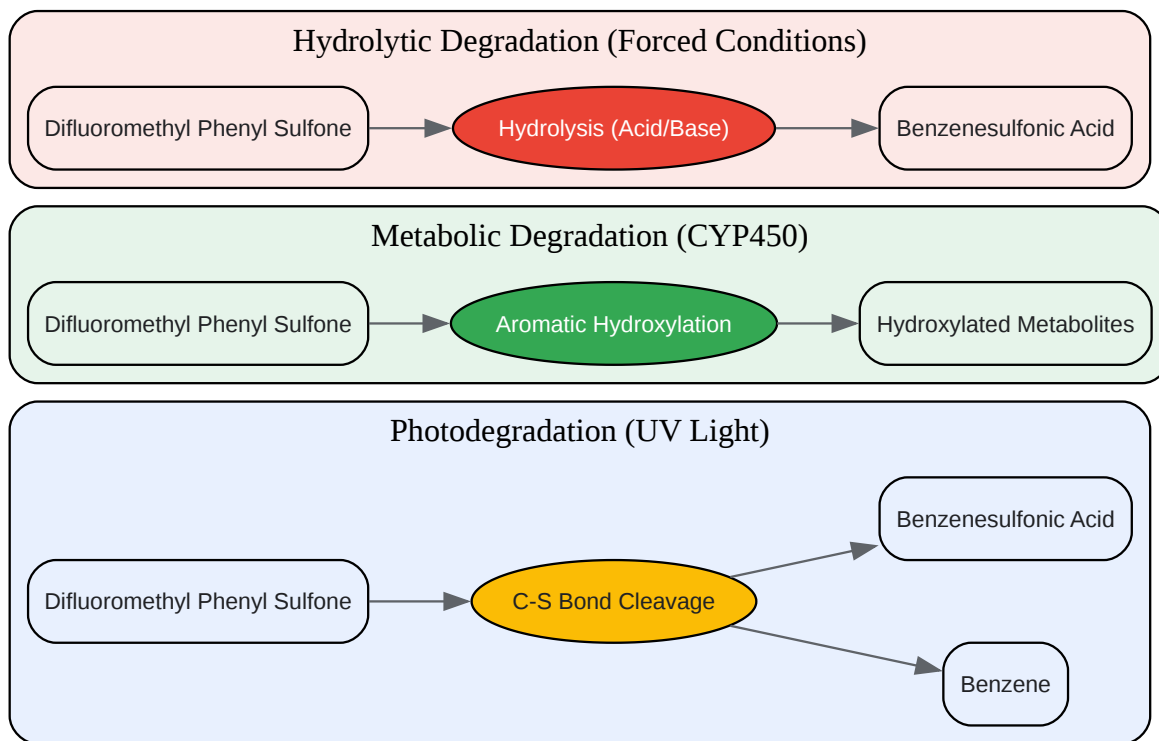 Hydrolytic Degradation (Forced Conditions)
Difluoromethyl Phenyl Sulfone
Hydrolysis (Acid/Base)
Benzenesulfonic Acid
Metabolic Degradation (CYP450)
Difluoromethyl Phenyl Sulfone
Aromatic Hydroxylation
Hydroxylated Metabolites
Photodegradation (UV Light)
Difluoromethyl Phenyl Sulfone
C-S Bond Cleavage
Benzenesulfonic Acid
Benzene